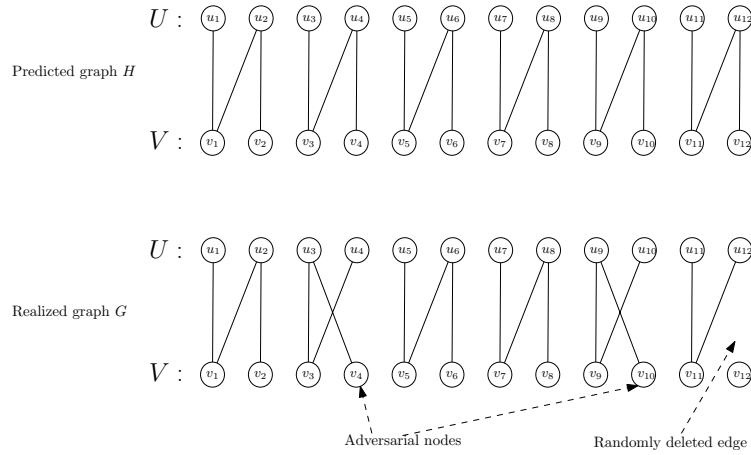 U : u₁ u₂ u₃ u₄ u₅ u₆ u₇ u₈ u₉ u₁₀ u₁₁ u₁₂
Predicted graph H
V : v₁ v₂ v₃ v₄ v₅ v₆ v₇ v₈ v₉ v₁₀ v₁₁ v₁₂
U : u₁ u₂ u₃ u₄ u₅ u₆ u₇ u₈ u₉ u₁₀ u₁₁ u₁₂
Realized graph G
V : v₁ v₂ v₃ v₄ v₅ v₆ v₇ v₈ v₉ v₁₀ v₁₁ v₁₂
Adversarial nodes
Randomly deleted edge